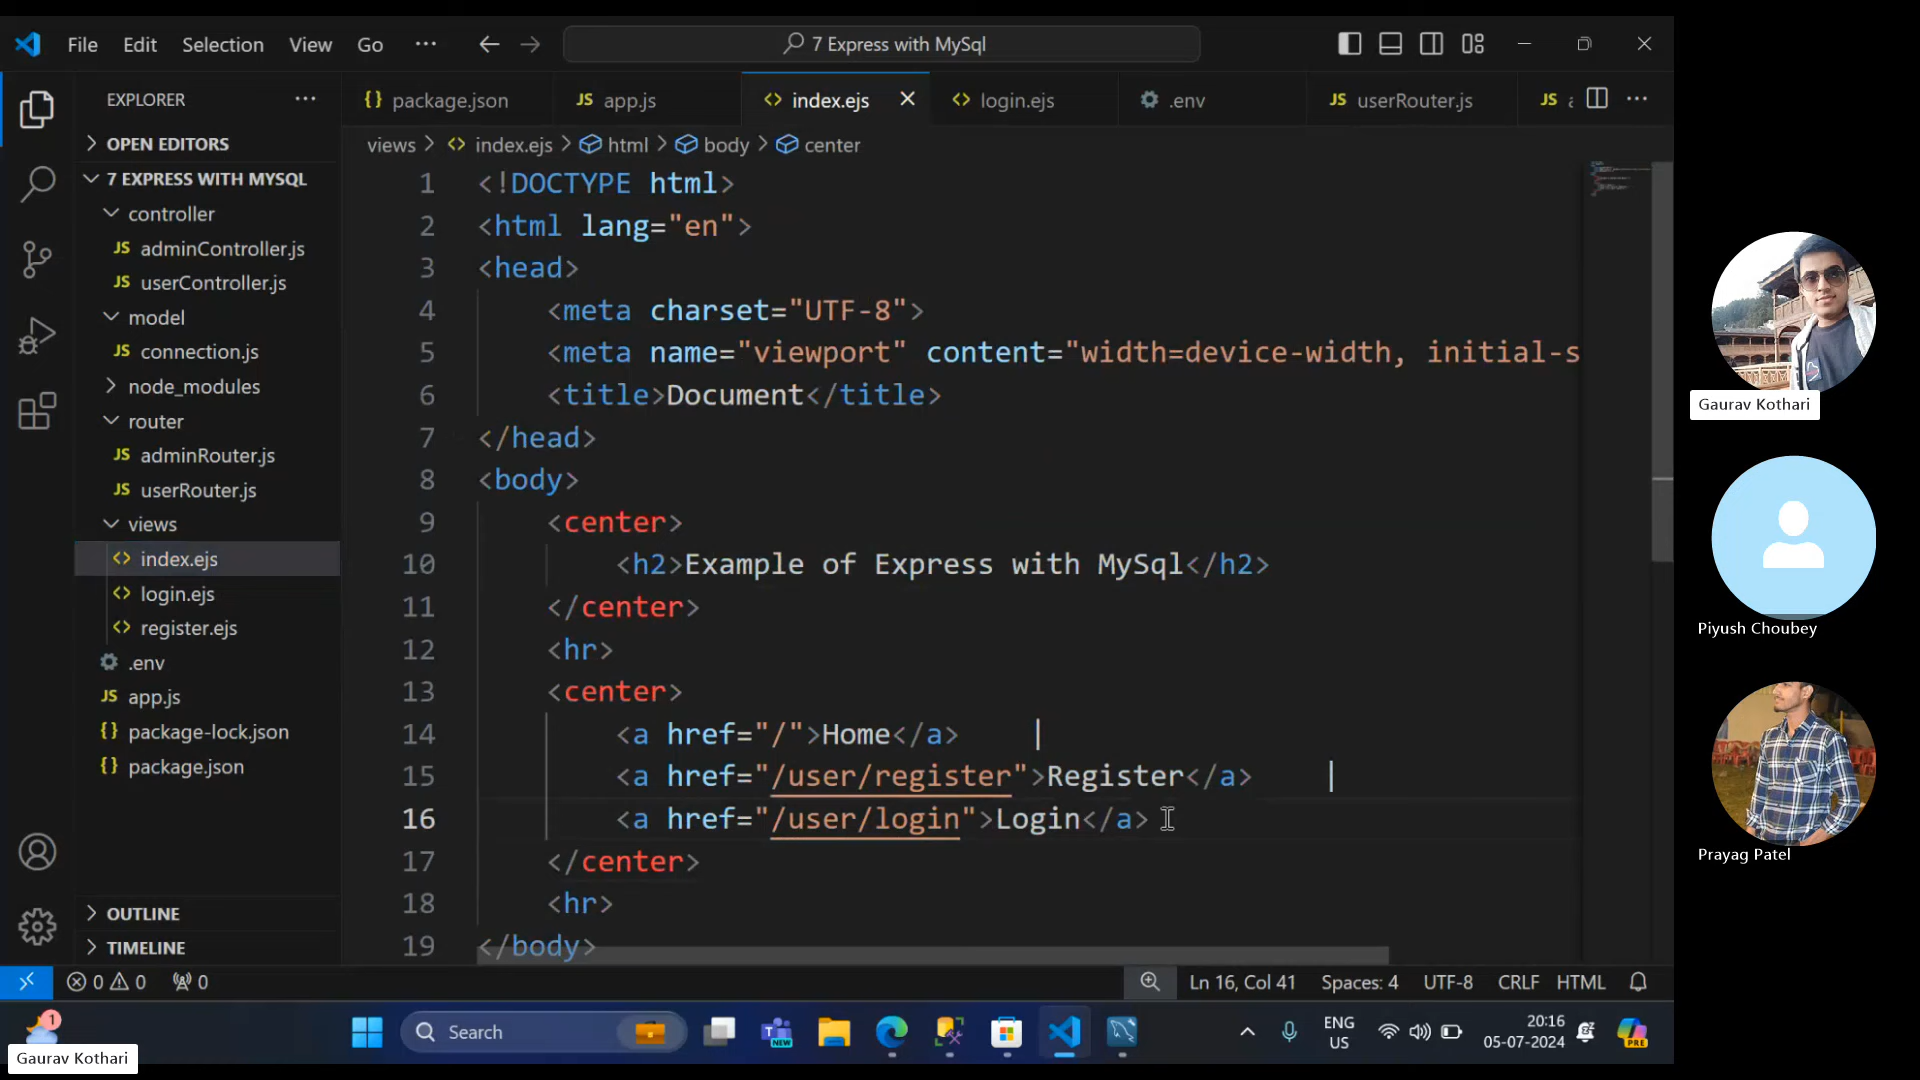 File Edit Selection View Go ··· 7 Express with MySql
EXPLORER ···
OPEN EDITORS
7 EXPRESS WITH MYSQL
controller
JS adminController.js
JS userController.js
model
JS connection.js
node_modules
router
JS adminRouter.js
JS userRouter.js
views
<> index.ejs
<> login.ejs
<> register.ejs
.env
JS app.js
{} package-lock.json
{} package.json
OUTLINE
TIMELINE
{} package.json JS app.js <> index.ejs <> login.ejs .env JS userRouter.js JS a ···
views > <> index.ejs > html > body > center
1 <!DOCTYPE html>
2 <html lang="en">
3 <head>
4 <meta charset="UTF-8">
5 <meta name="viewport" content="width=device-width, initial-s
6 <title>Document</title>
7 </head>
8 <body>
9 <center>
10 <h2>Example of Express with MySql</h2>
11 </center>
12 <hr>
13 <center>
14 <a href="/">Home</a> |
15 <a href="/user/register">Register</a> |
16 <a href="/user/login">Login</a>
17 </center>
18 <hr>
19 </body>
0 0 0 Ln 16, Col 41 Spaces: 4 UTF-8 CRLF HTML
1 Search NEW ENG US 20:16 05-07-2024 PRE
Gaurav Kothari
Gaurav Kothari
Piyush Choubey
Prayag Patel